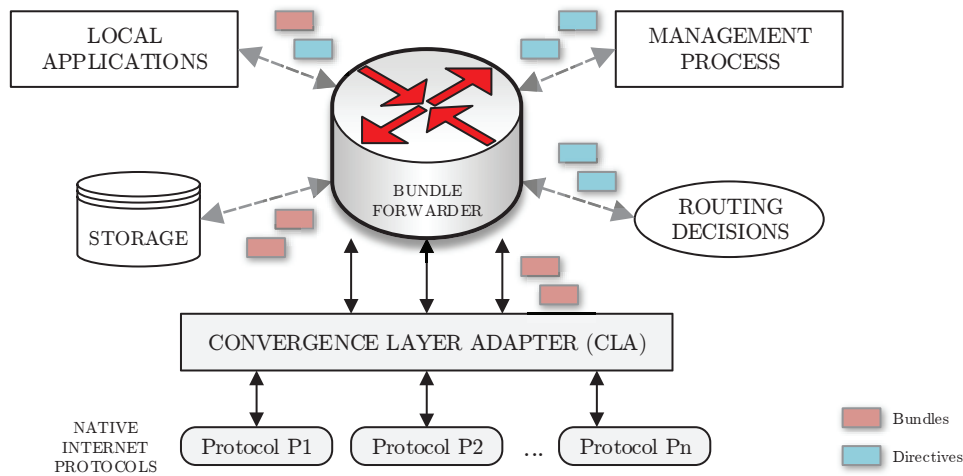 LOCAL
APPLICATIONS
MANAGEMENT
PROCESS
BUNDLE
FORWARDER
STORAGE
ROUTING
DECISIONS
CONVERGENCE LAYER ADAPTER (CLA)
NATIVE
INTERNET
PROTOCOLS
Protocol P1
Protocol P2
...
Protocol Pn
Bundles
Directives